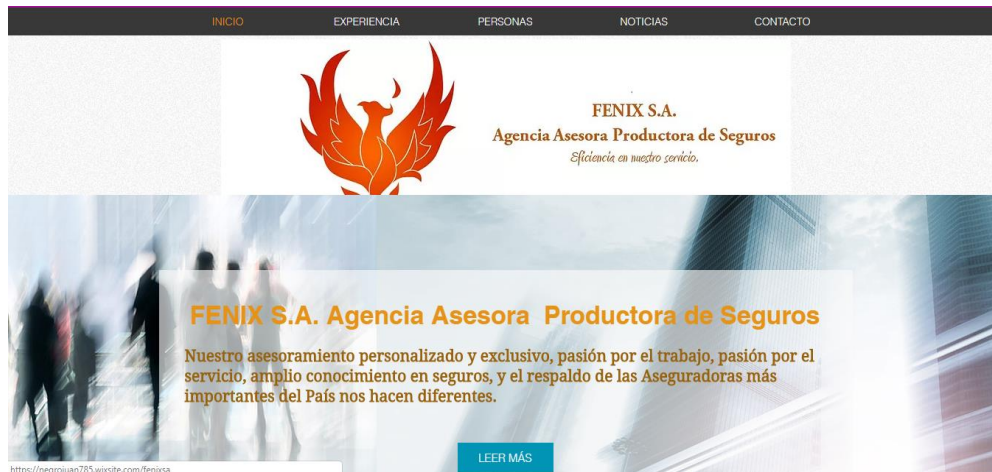 INICIO EXPERIENCIA PERSONAS NOTICIAS CONTACTO
FENIX S.A.
Agencia Asesora Productora de Seguros
Eficiencia en nuestro servicio.
FENIX S.A. Agencia Asesora Productora de Seguros
Nuestro asesoramiento personalizado y exclusivo, pasión por el trabajo, pasión por el
servicio, amplio conocimiento en seguros, y el respaldo de las Aseguradoras más
importantes del País nos hacen diferentes.
LEER MÁS
https://negrojuan785.wixsite.com/fenixsa